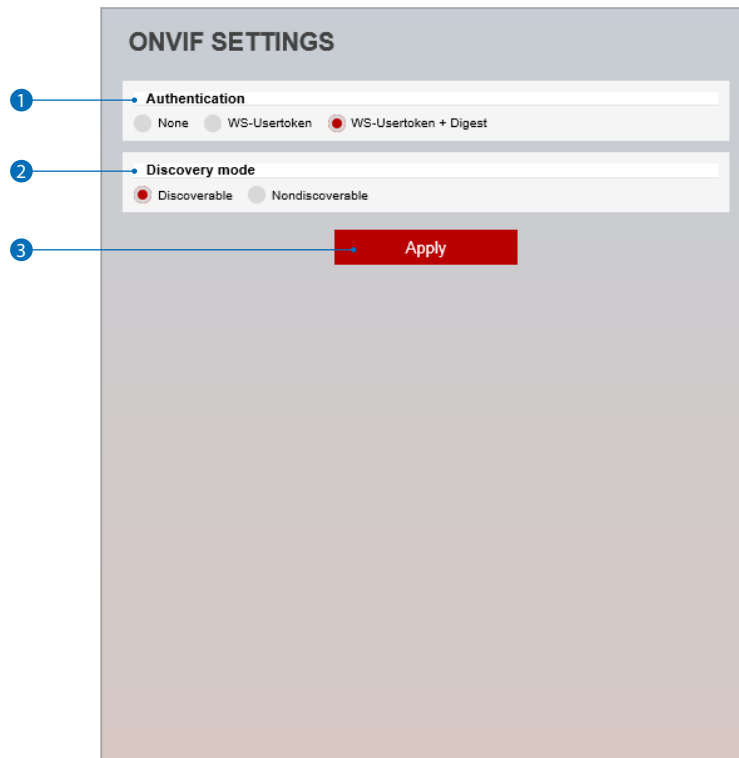 ONVIF SETTINGS
1
Authentication
None WS-Usertoken WS-Usertoken + Digest
2
Discovery mode
Discoverable Nondiscoverable
3
Apply